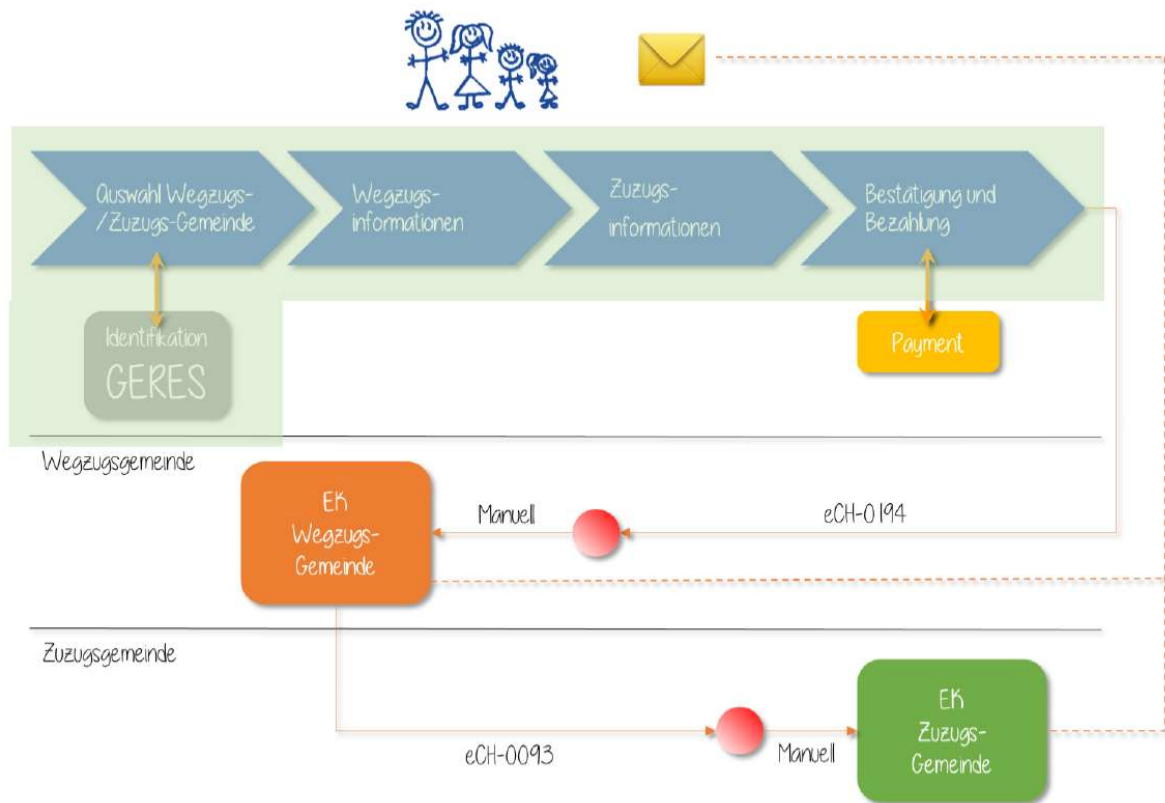 Auswahl Wegzugs-
/Zuzugs-Gemeinde
Wegzugs-
informationen
Zuzugs-
informationen
Bestätigung und
Bezahlung
Identifikation
GERES
Payment
Wegzugsgemeinde
EK
Wegzugs-
Gemeinde
Manuell
eCH-0194
Zuzugsgemeinde
eCH-0093
Manuell
EK
Zuzugs-
Gemeinde